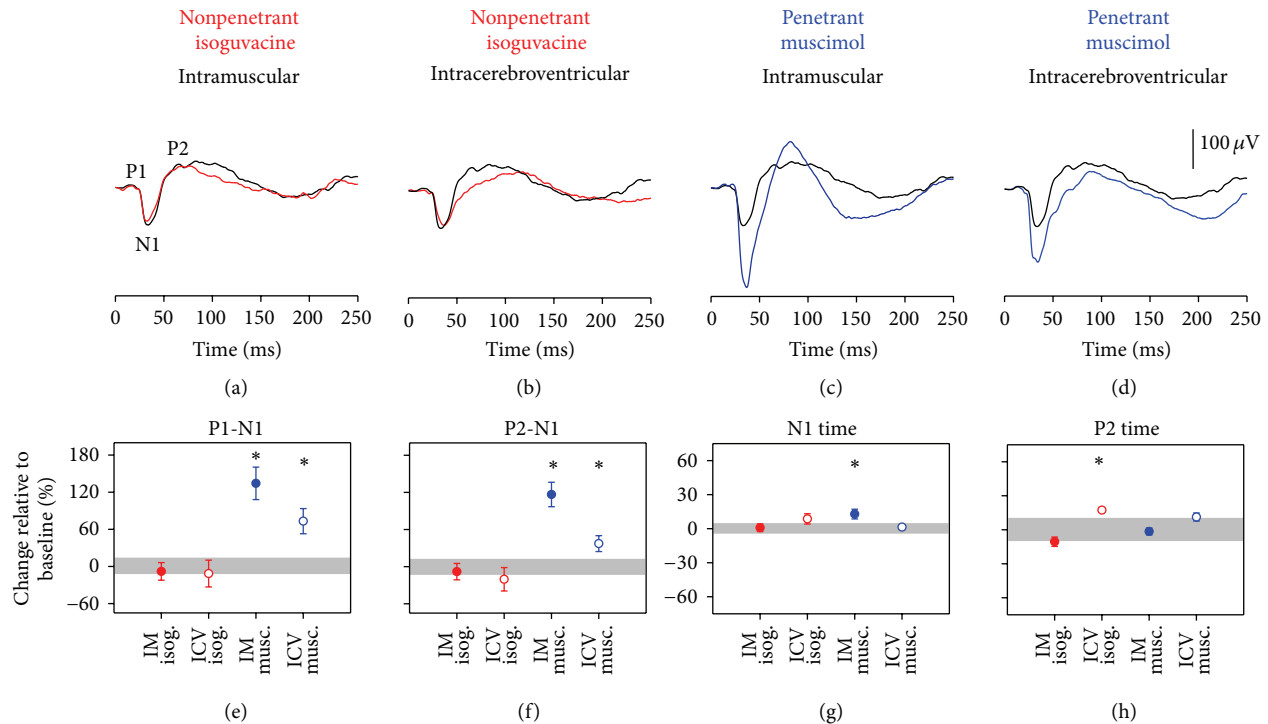 Nonpenetrant
isoguvacine
Intramuscular
P1
P2
N1
0 50 100 150 200 250
Time (ms)
(a)
Nonpenetrant
isoguvacine
Intracerebroventricular
0 50 100 150 200 250
Time (ms)
(b)
Penetrant
muscimol
Intramuscular
0 50 100 150 200 250
Time (ms)
(c)
Penetrant
muscimol
Intracerebroventricular
100 μV
0 50 100 150 200 250
Time (ms)
(d)
Change relative to
baseline (%)
P1-N1
180
120
60
0
−60
* *
IM
isog.
ICV
isog.
IM
musc.
ICV
musc.
(e)
P2-N1
* *
IM
isog.
ICV
isog.
IM
musc.
ICV
musc.
(f)
N1 time
60
30
0
−30
−60
*
IM
isog.
ICV
isog.
IM
musc.
ICV
musc.
(g)
P2 time
*
IM
isog.
ICV
isog.
IM
musc.
ICV
musc.
(h)